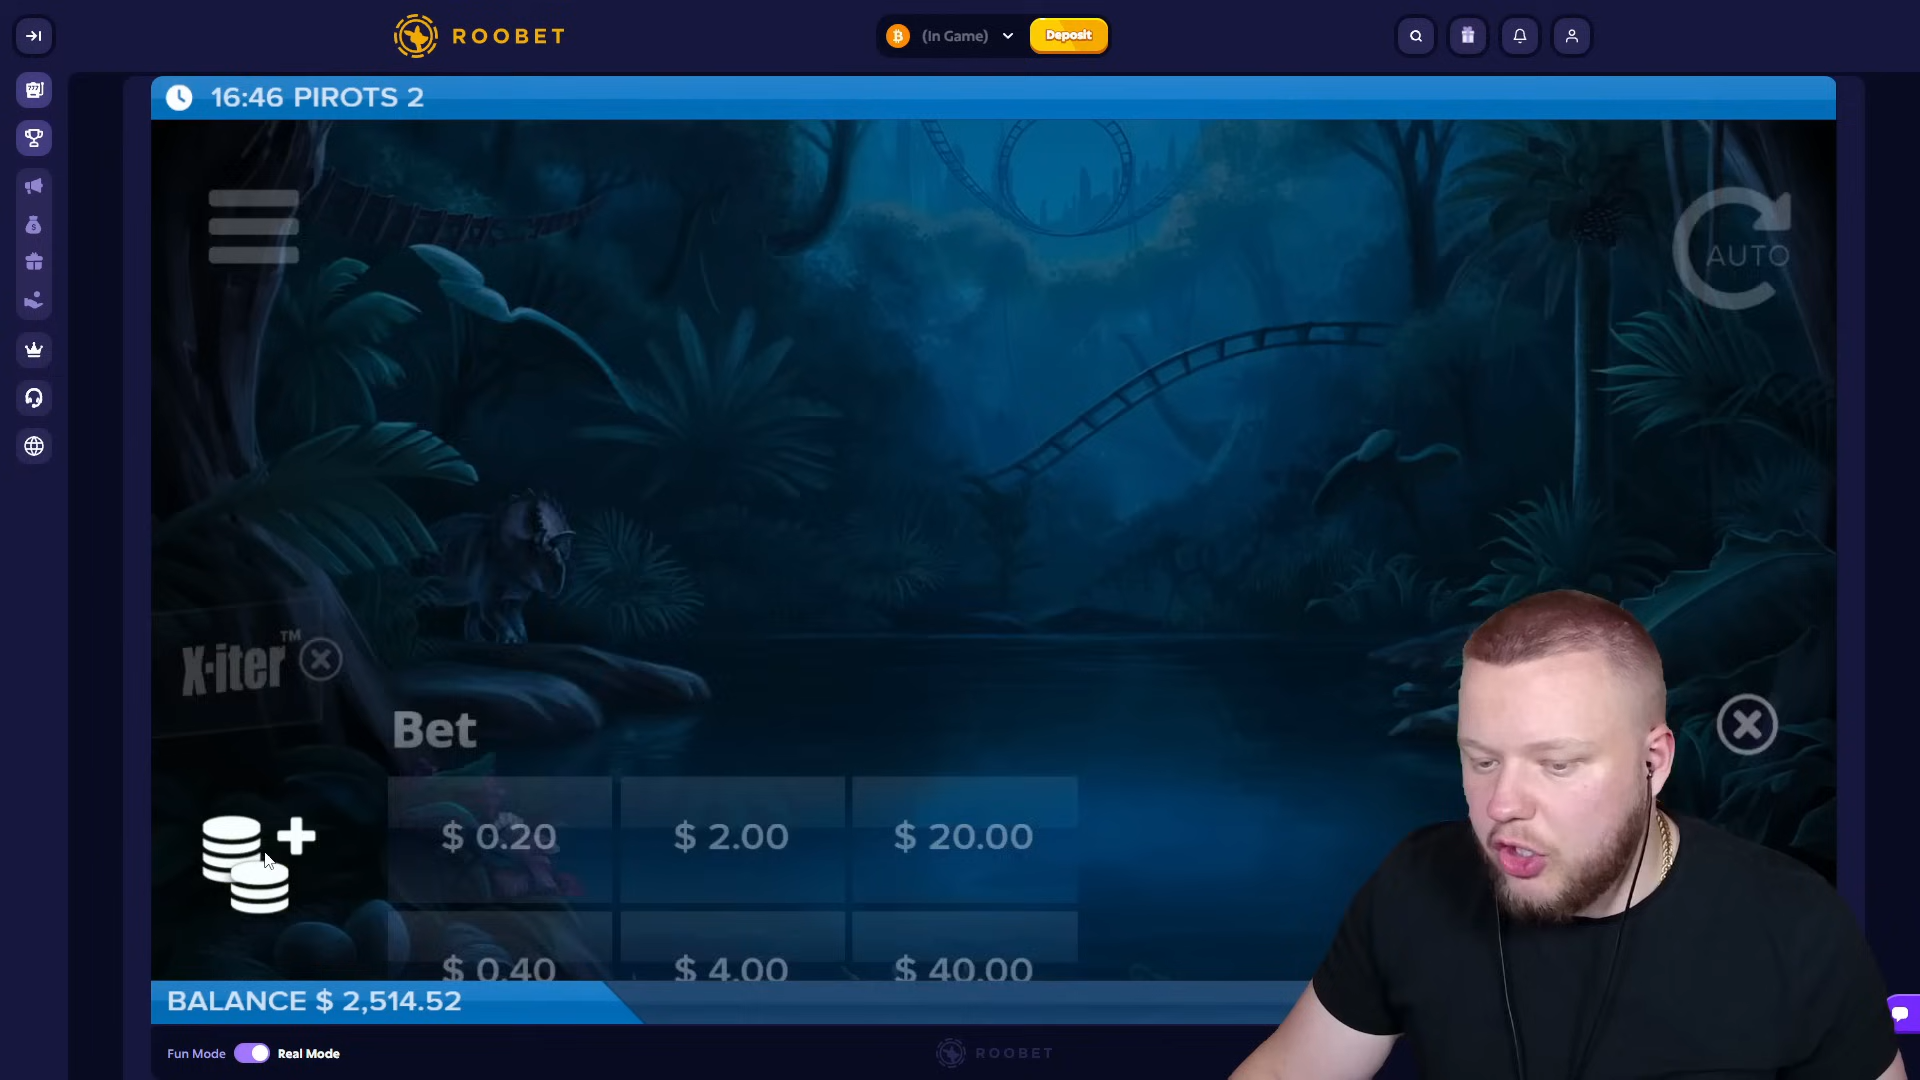 ROOBET
(In Game)
Deposit
16:46 PIROTS 2
AUTO
X-iter™
Bet
$ 0.20
$ 2.00
$ 20.00
$ 0.40
$ 4.00
$ 40.00
BALANCE $ 2,514.52
Fun Mode
Real Mode
ROOBET